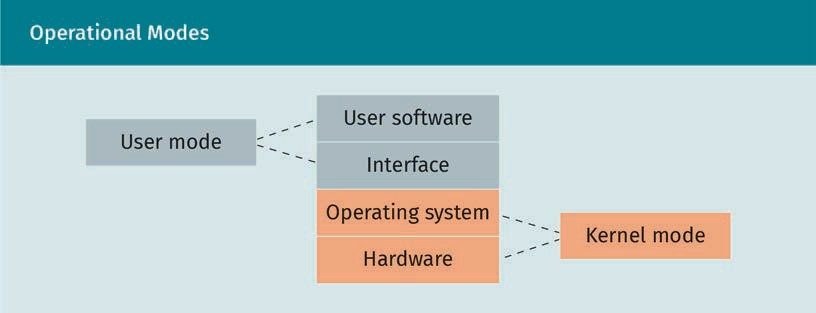 Operational Modes
User software
User mode
Interface
Operating system
Kernel mode
Hardware